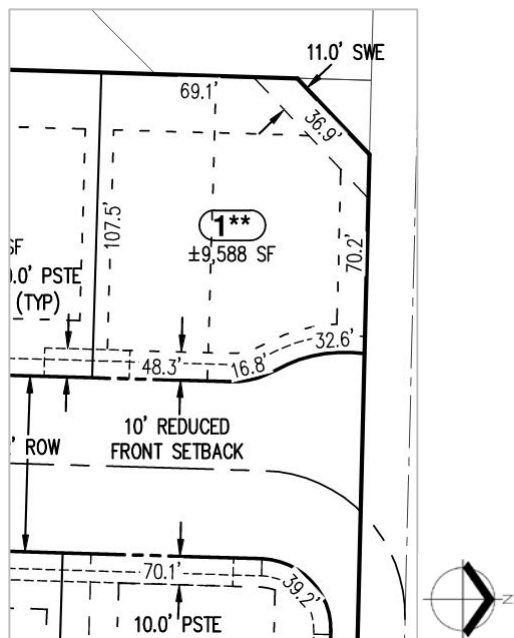 11.0' SWE
69.1'
36.9'
107.5'
1**
±9,588 SF
SF
70.2'
.0' PSTE
(TYP)
32.6'
48.3'
16.8'
10' REDUCED
FRONT SETBACK
' ROW
70.1'
39.2'
10.0' PSTE
N